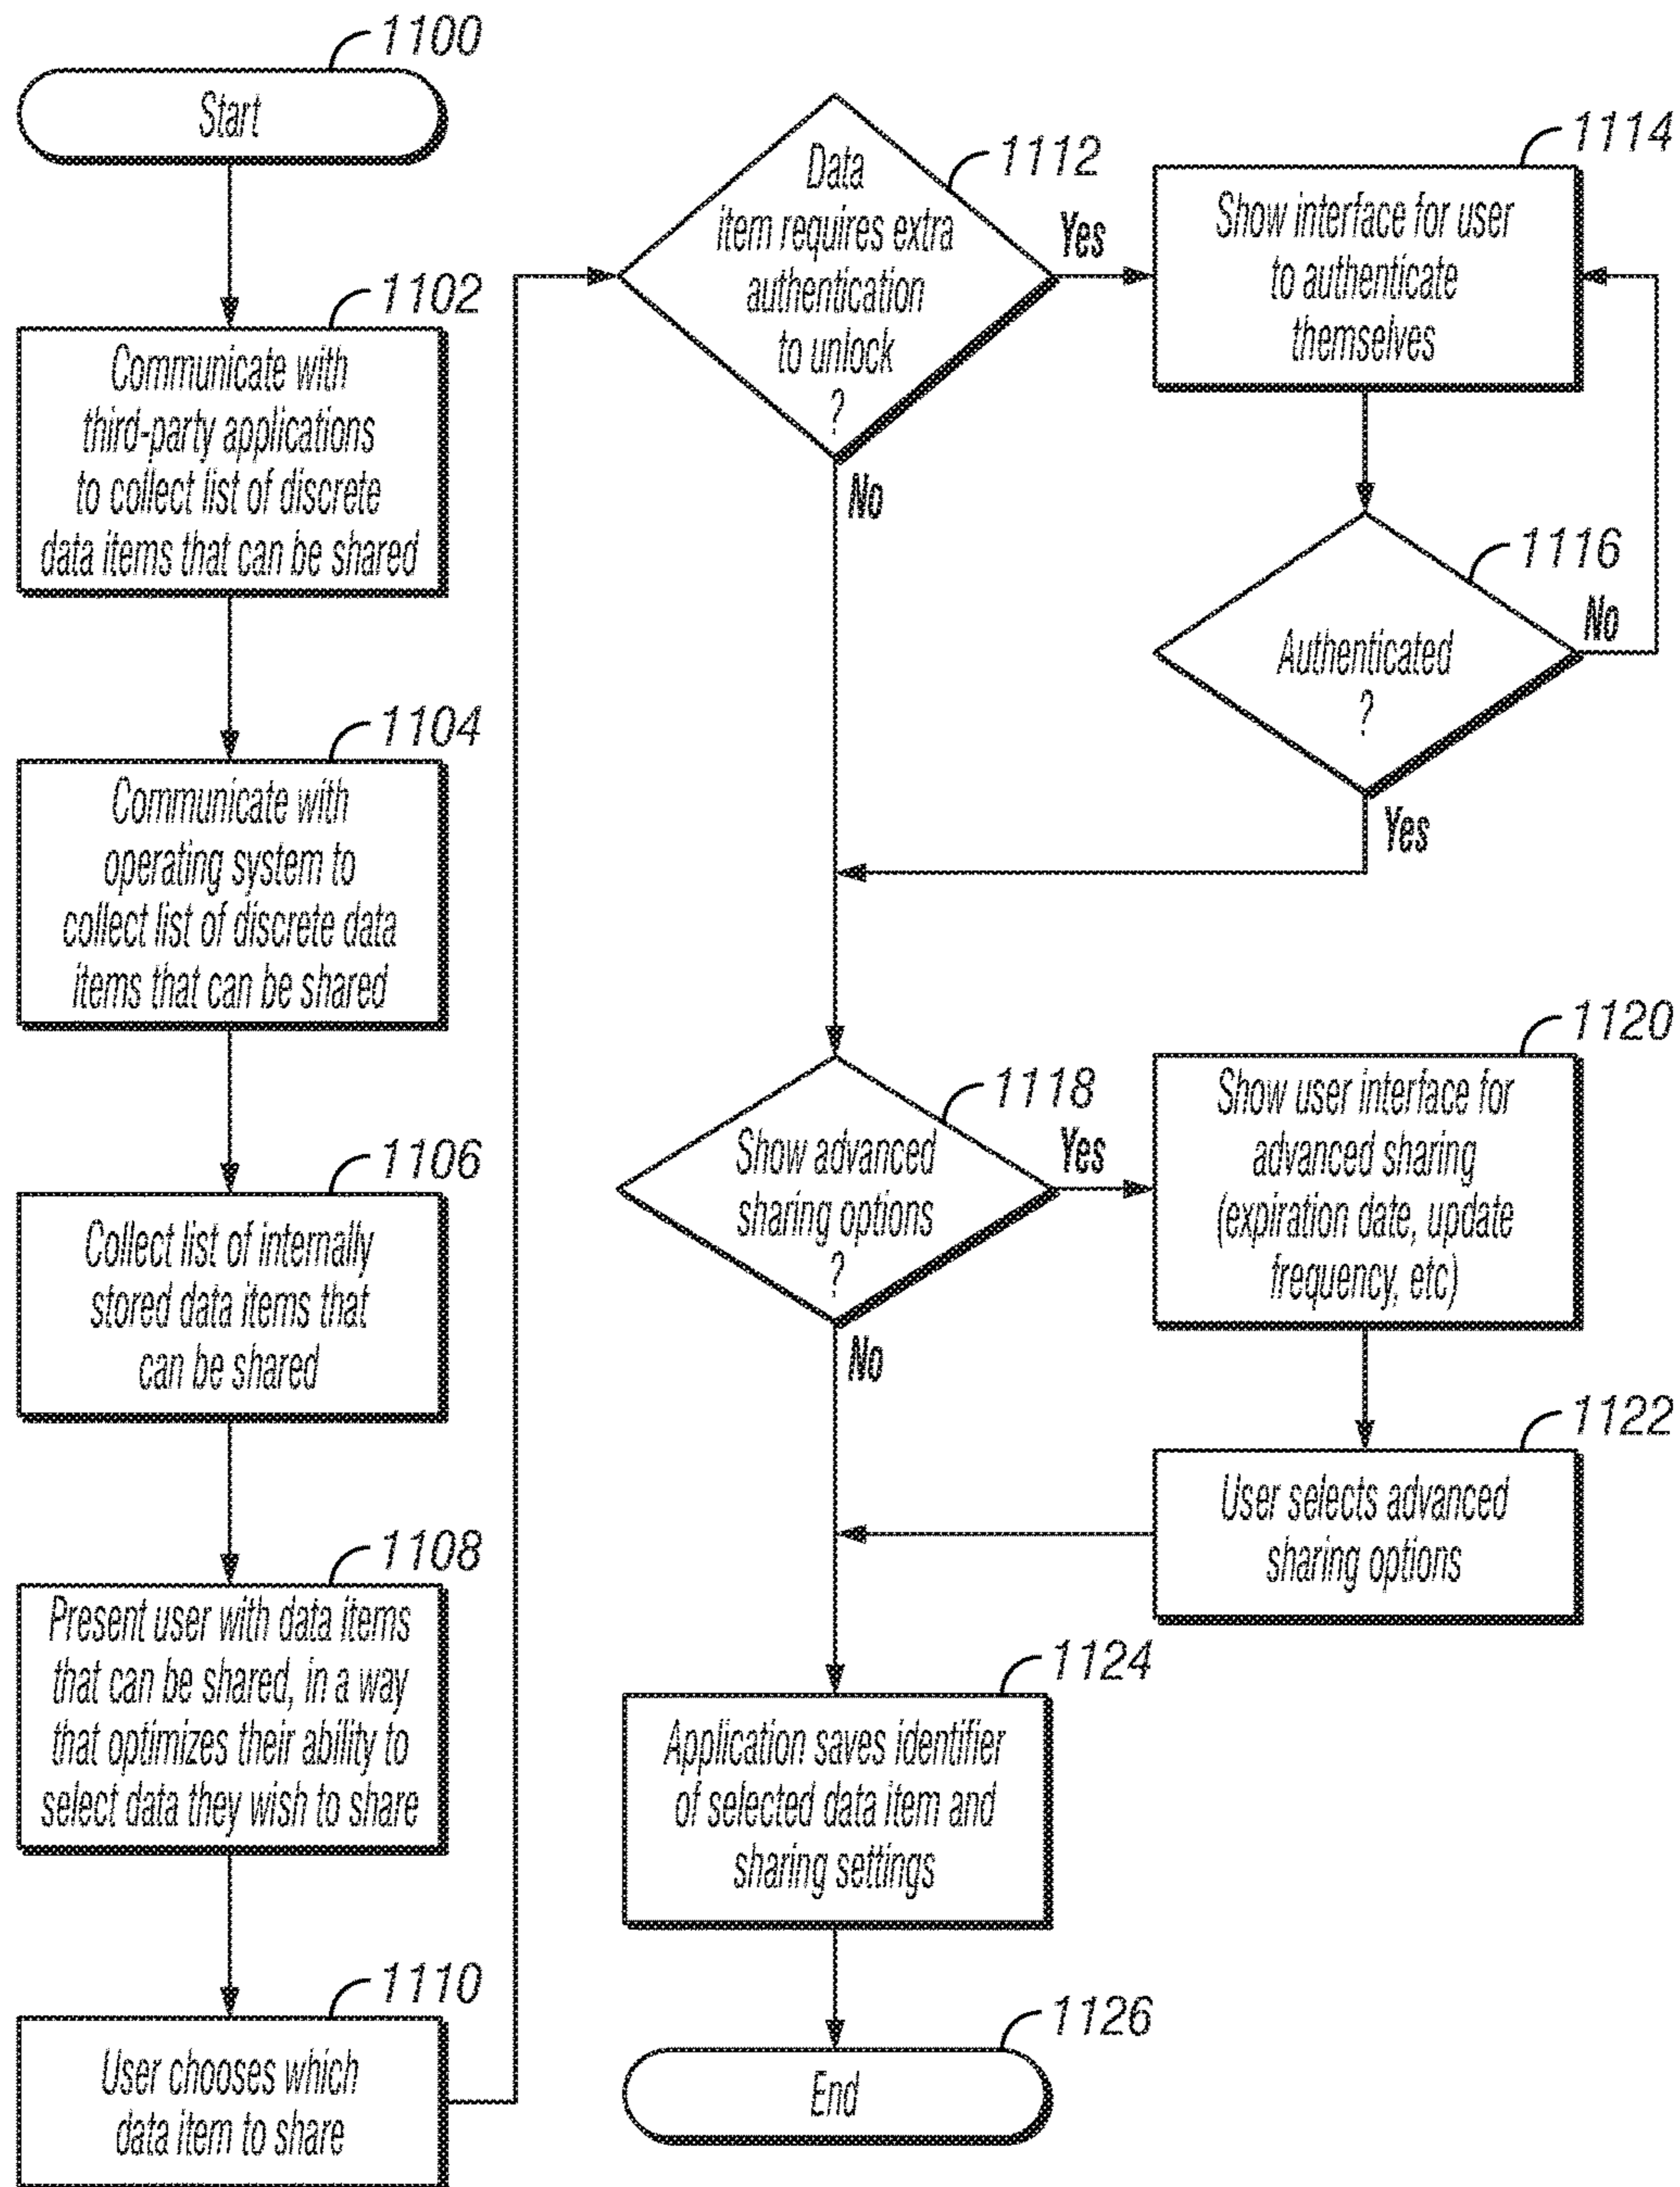 1100
Start
1102
Communicate with
third-party applications
to collect list of discrete
data items that can be shared
1104
Communicate with
operating system to
collect list of discrete data
items that can be shared
1106
Collect list of internally
stored data items that
can be shared
1108
Present user with data items
that can be shared, in a way
that optimizes their ability to
select data they wish to share
1110
User chooses which
data item to share
1112
Data
item requires extra
authentication
to unlock
?
Yes
No
1114
Show interface for user
to authenticate
themselves
1116
Authenticated
?
No
Yes
1118
Show advanced
sharing options
?
Yes
No
1120
Show user interface for
advanced sharing
(expiration date, update
frequency, etc)
1122
User selects advanced
sharing options
1124
Application saves identifier
of selected data item and
sharing settings
1126
End